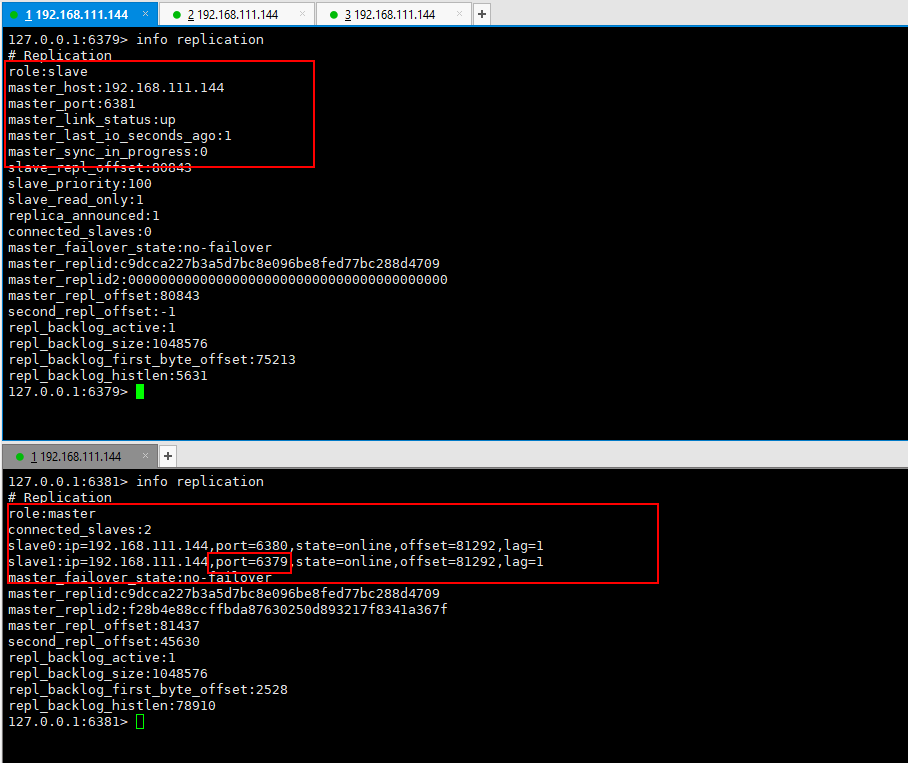 1 192.168.111.144 × 2 192.168.111.144 × 3 192.168.111.144 × +
127.0.0.1:6379> info replication
# Replication
role:slave
master_host:192.168.111.144
master_port:6381
master_link_status:up
master_last_io_seconds_ago:1
master_sync_in_progress:0
slave_repl_offset:80843
slave_priority:100
slave_read_only:1
replica_announced:1
connected_slaves:0
master_failover_state:no-failover
master_replid:c9dcca227b3a5d7bc8e096be8fed77bc288d4709
master_replid2:0000000000000000000000000000000000000000
master_repl_offset:80843
second_repl_offset:-1
repl_backlog_active:1
repl_backlog_size:1048576
repl_backlog_first_byte_offset:75213
repl_backlog_histlen:5631
127.0.0.1:6379>
1 192.168.111.144 × +
127.0.0.1:6381> info replication
# Replication
role:master
connected_slaves:2
slave0:ip=192.168.111.144,port=6380,state=online,offset=81292,lag=1
slave1:ip=192.168.111.144,port=6379,state=online,offset=81292,lag=1
master_failover_state:no-failover
master_replid:c9dcca227b3a5d7bc8e096be8fed77bc288d4709
master_replid2:f28b4e88ccffbda87630250d893217f8341a367f
master_repl_offset:81437
second_repl_offset:45630
repl_backlog_active:1
repl_backlog_size:1048576
repl_backlog_first_byte_offset:2528
repl_backlog_histlen:78910
127.0.0.1:6381>